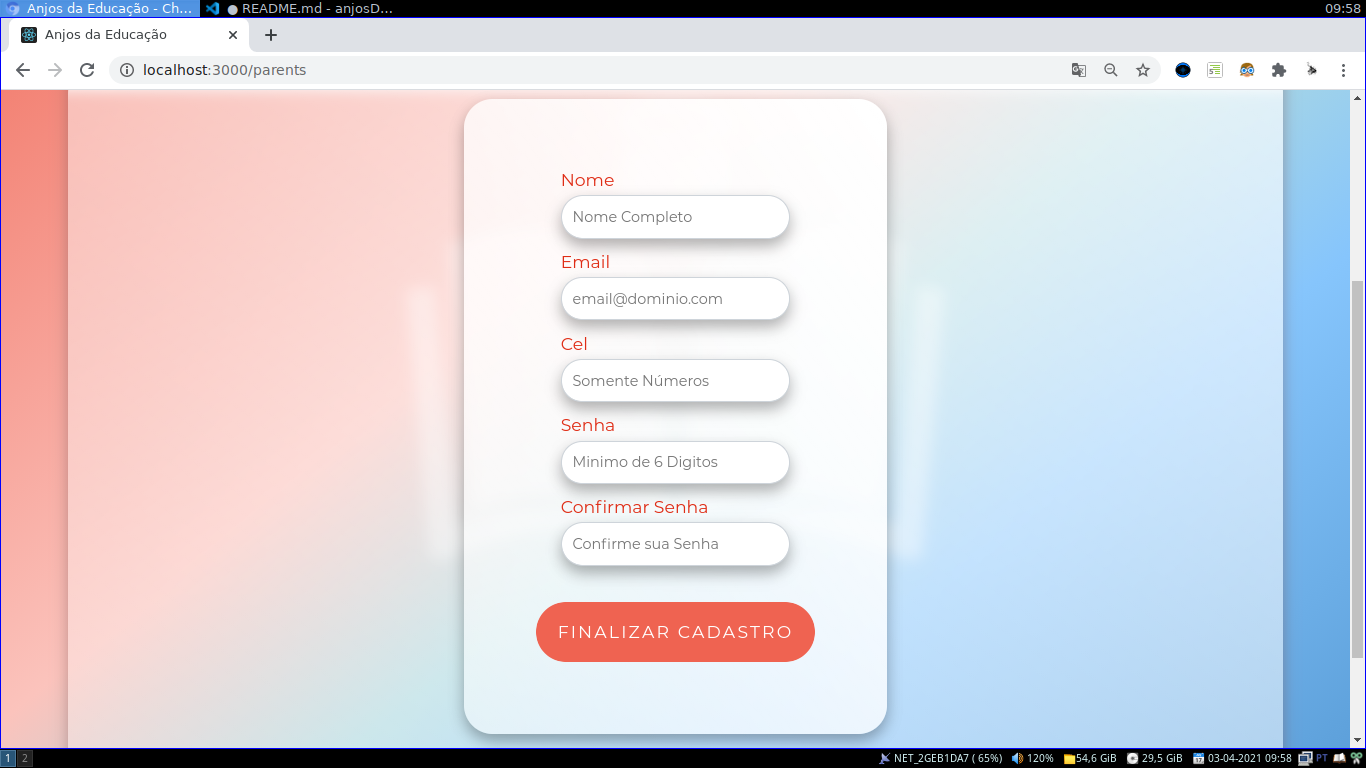 Anjos da Educação - Ch...
● README.md - anjosD...
09:58
Anjos da Educação
localhost:3000/parents
Nome
Nome Completo
Email
email@dominio.com
Cel
Somente Números
Senha
Minimo de 6 Digitos
Confirmar Senha
Confirme sua Senha
FINALIZAR CADASTRO
1 2 NET_2GEB1DA7 ( 65%) 120% 54,6 GiB 29,5 GiB 03-04-2021 09:58 PT